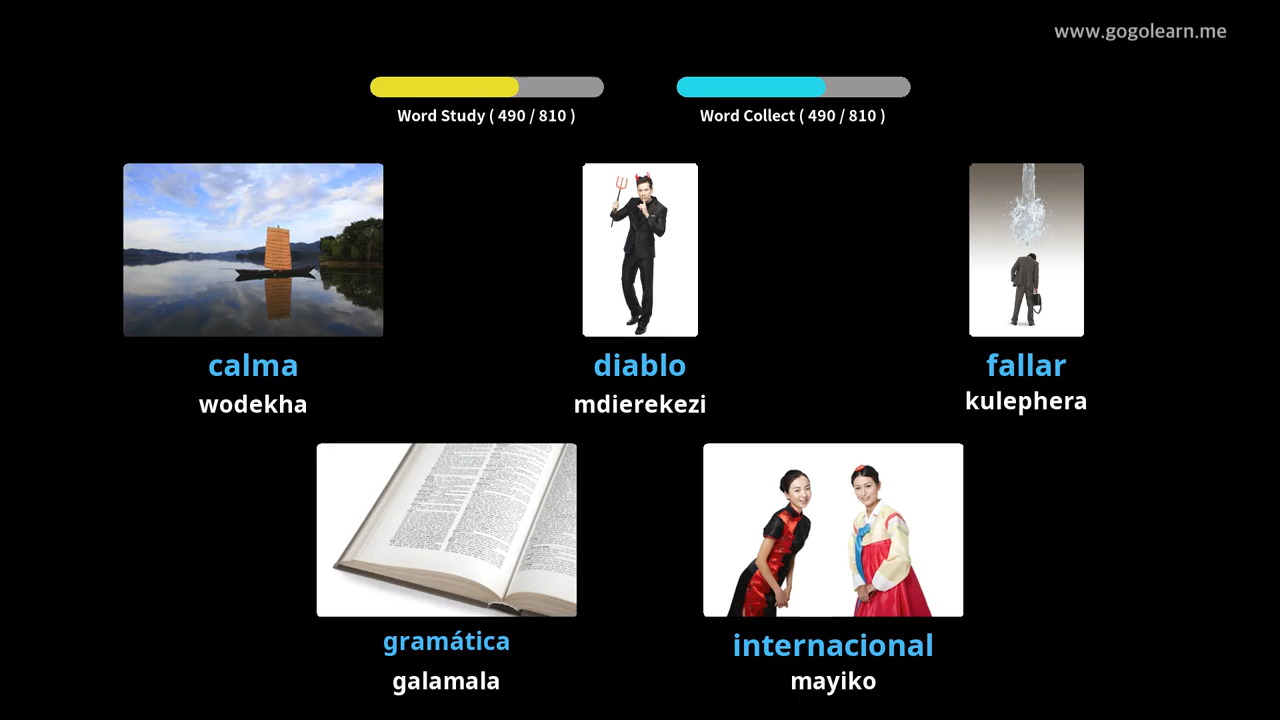 www.gogolearn.me
Word Study ( 490 / 810 )
Word Collect ( 490 / 810 )
calma
wodekha
diablo
mdierekezi
fallar
kulephera
gramática
galamala
internacional
mayiko